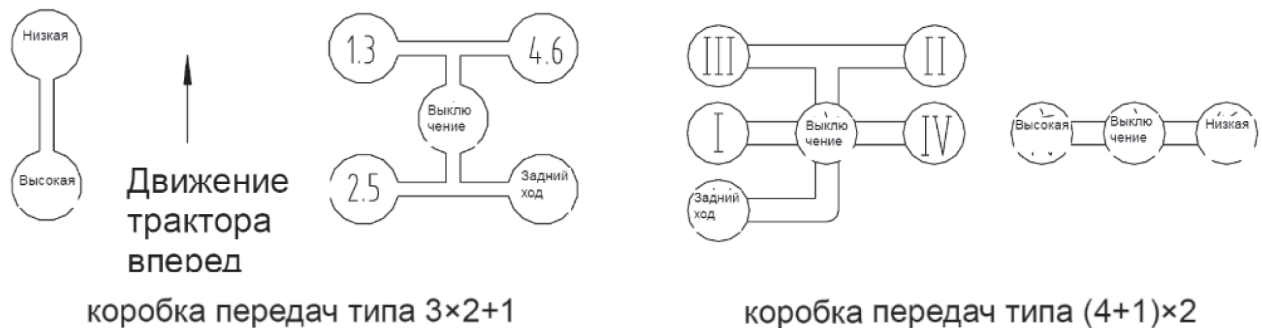 Низкая
Высокая
Движение
трактора
вперед
1.3
4.6
Выклю
чение
2.5
Задний
ход
коробка передач типа 3×2+1
III
II
I
Выклю
чение
IV
Задний
ход
Высокая
Выклю
чение
Низкая
коробка передач типа (4+1)×2